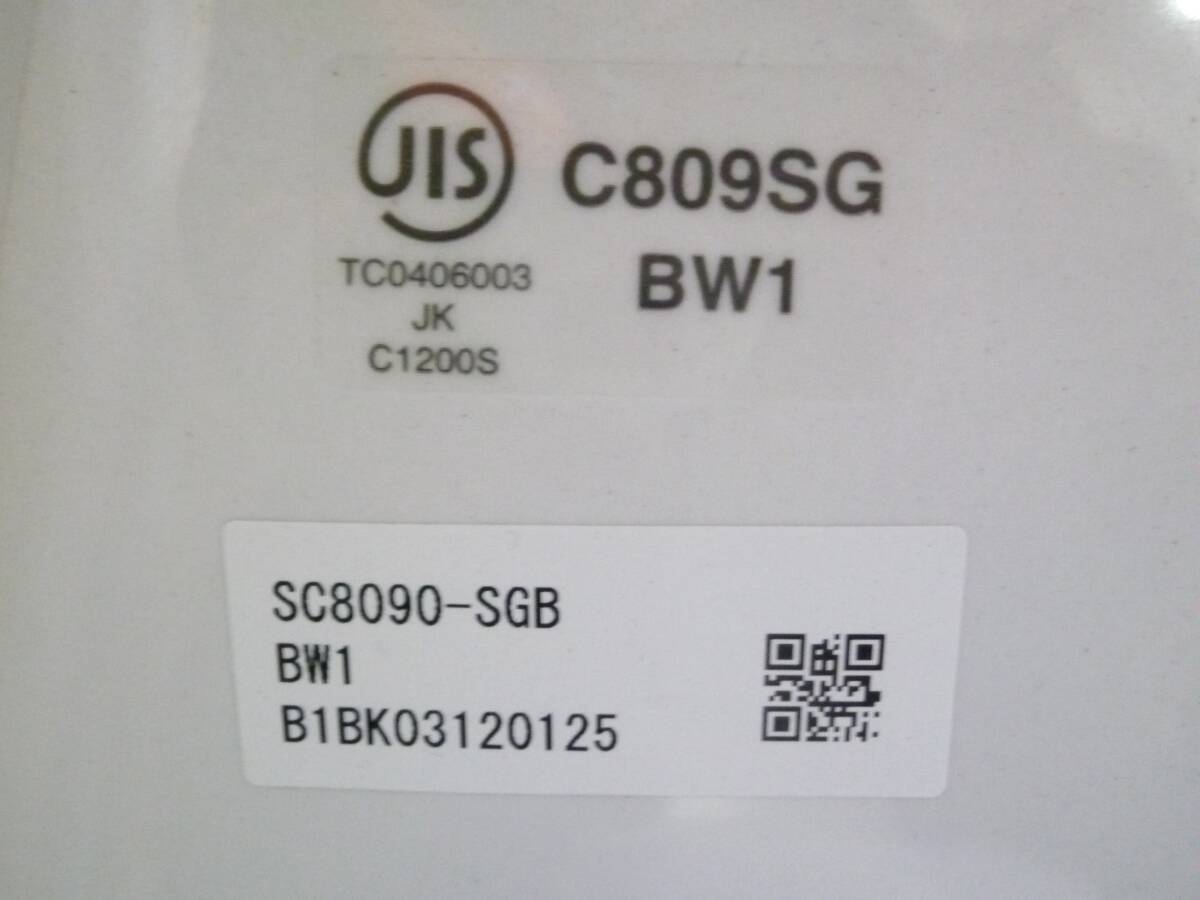 JIS C809SG
TC0406003 BW1
JK
C1200S
SC8090-SGB
BW1
B1BK03120125